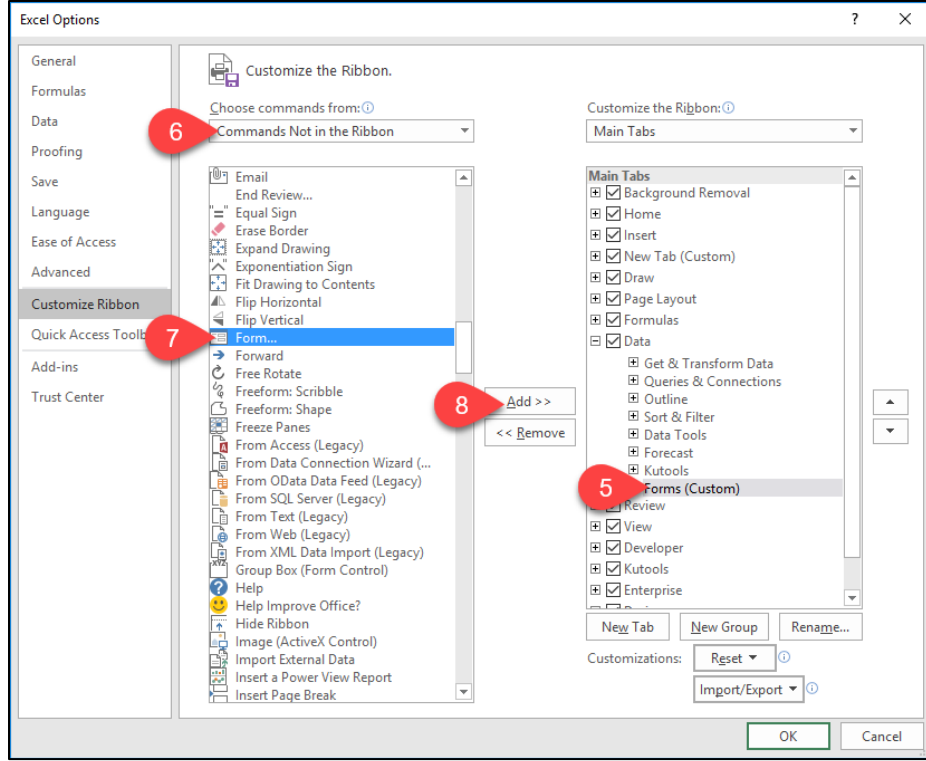 Excel Options
?
General
Formulas
Data
Proofing
Save
Language
Ease of Access
Advanced
Customize Ribbon
Quick Access Toolb
Add-ins
Trust Center
Customize the Ribbon.
Choose commands from:
6
Commands Not in the Ribbon
Email
End Review...
"=" Equal Sign
Erase Border
Expand Drawing
"^" Exponentiation Sign
Fit Drawing to Contents
Flip Horizontal
Flip Vertical
7
Form...
Forward
Free Rotate
Freeform: Scribble
Freeform: Shape
Freeze Panes
From Access (Legacy)
From Data Connection Wizard (...
From OData Data Feed (Legacy)
From SQL Server (Legacy)
From Text (Legacy)
From Web (Legacy)
From XML Data Import (Legacy)
XYZ Group Box (Form Control)
Help
Help Improve Office?
Hide Ribbon
Image (ActiveX Control)
Import External Data
Insert a Power View Report
Insert Page Break
8
Add >>
<< Remove
Customize the Ribbon:
Main Tabs
Main Tabs
Background Removal
Home
Insert
New Tab (Custom)
Draw
Page Layout
Formulas
Data
Get & Transform Data
Queries & Connections
Outline
Sort & Filter
Data Tools
Forecast
Kutools
5
Forms (Custom)
Review
View
Developer
Kutools
Enterprise
New Tab
New Group
Rename...
Customizations:
Reset
Import/Export
OK
Cancel